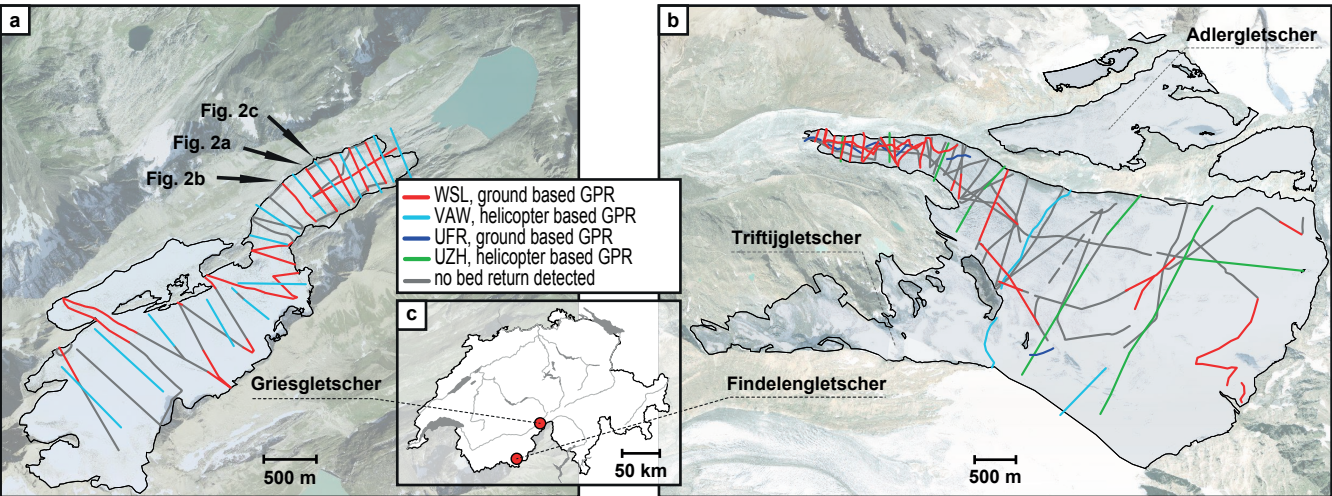 a
Fig. 2c
Fig. 2a
Fig. 2b
Griesgletscher
500 m
WSL, ground based GPR
VAW, helicopter based GPR
UFR, ground based GPR
UZH, helicopter based GPR
no bed return detected
c
50 km
b
Adlergletscher
Triftijgletscher
Findelengletscher
500 m